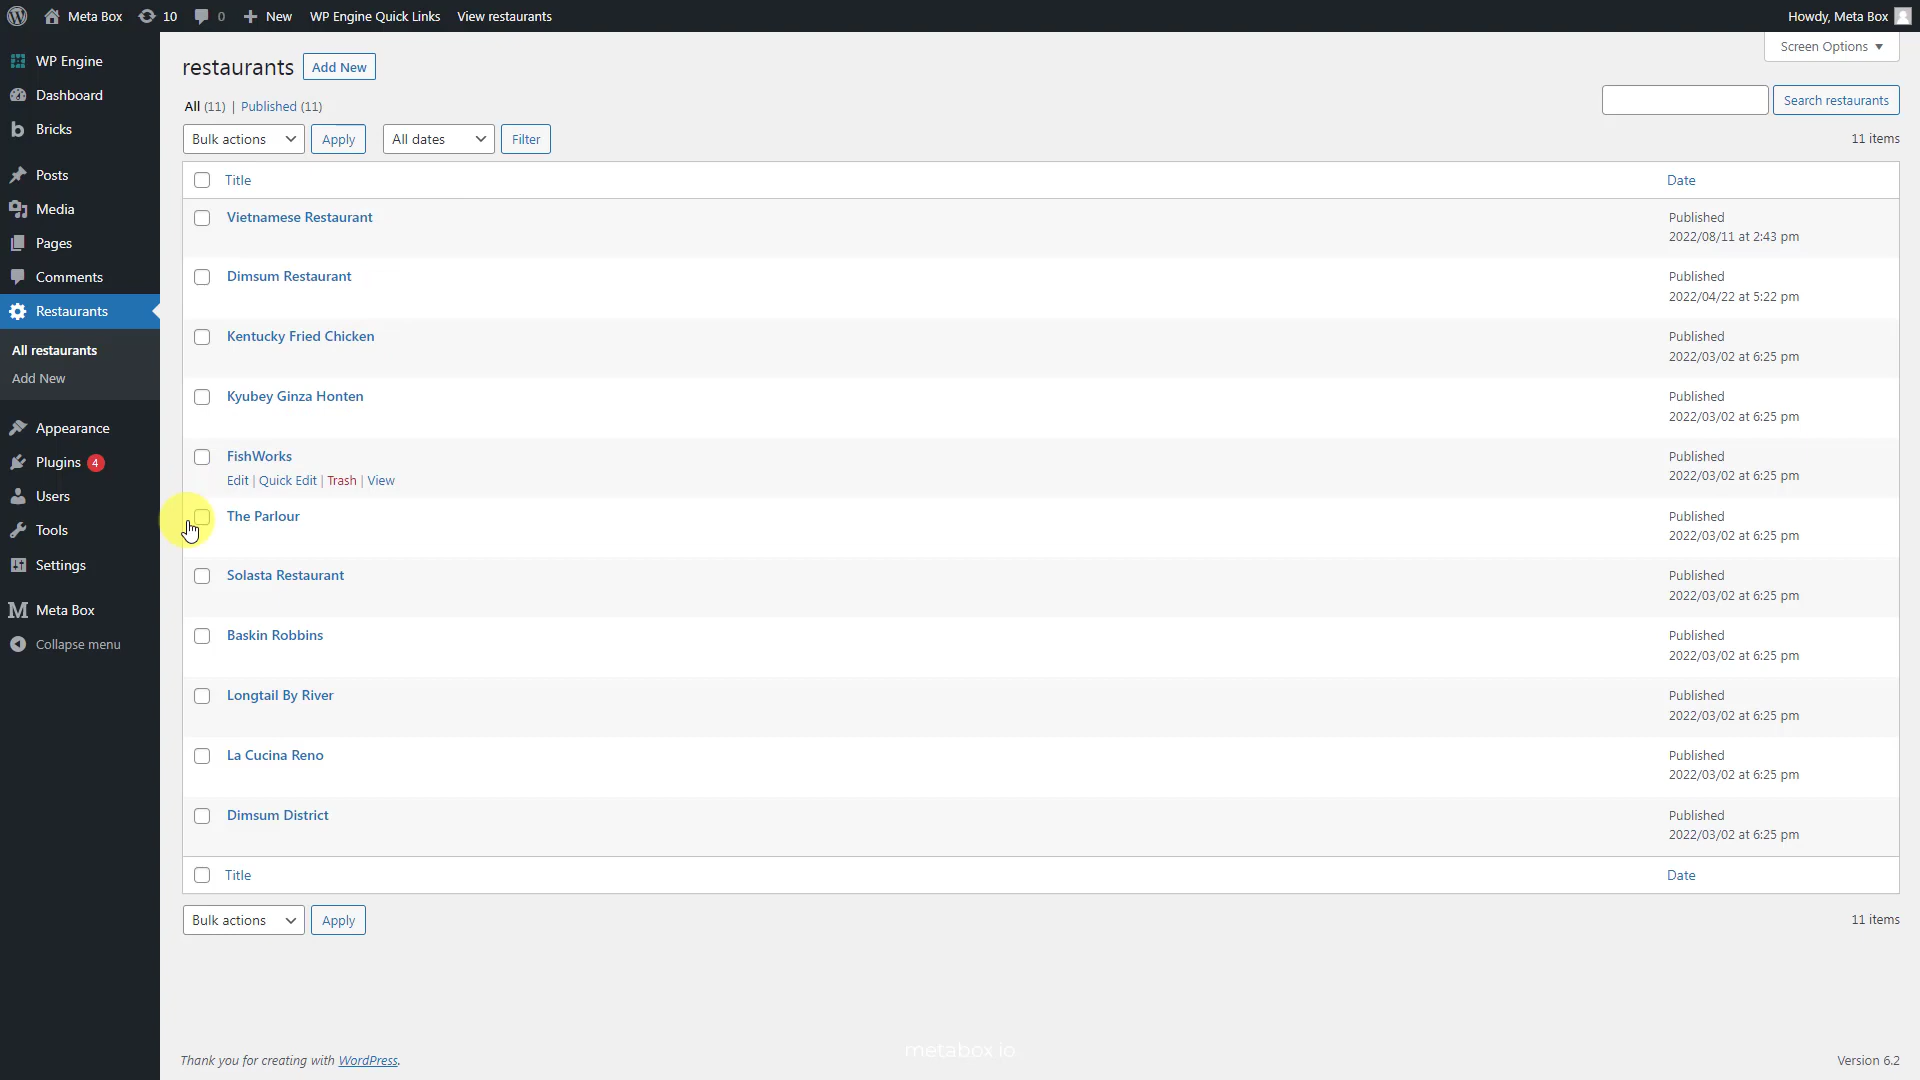 Meta Box 10 0 New WP Engine Quick Links View restaurants Howdy, Meta Box
Screen Options
WP Engine
Dashboard
Bricks
Posts
Media
Pages
Comments
Restaurants
All restaurants
Add New
Appearance
Plugins 4
Users
Tools
Settings
Meta Box
Collapse menu
restaurants Add New
All (11) | Published (11)
Search restaurants
Bulk actions Apply All dates Filter
11 items
Title Date
Vietnamese Restaurant Published
2022/08/11 at 2:43 pm
Dimsum Restaurant Published
2022/04/22 at 5:22 pm
Kentucky Fried Chicken Published
2022/03/02 at 6:25 pm
Kyubey Ginza Honten Published
2022/03/02 at 6:25 pm
FishWorks Published
Edit | Quick Edit | Trash | View 2022/03/02 at 6:25 pm
The Parlour Published
2022/03/02 at 6:25 pm
Solasta Restaurant Published
2022/03/02 at 6:25 pm
Baskin Robbins Published
2022/03/02 at 6:25 pm
Longtail By River Published
2022/03/02 at 6:25 pm
La Cucina Reno Published
2022/03/02 at 6:25 pm
Dimsum District Published
2022/03/02 at 6:25 pm
Title Date
Bulk actions Apply 11 items
metabox.io
Thank you for creating with WordPress. Version 6.2